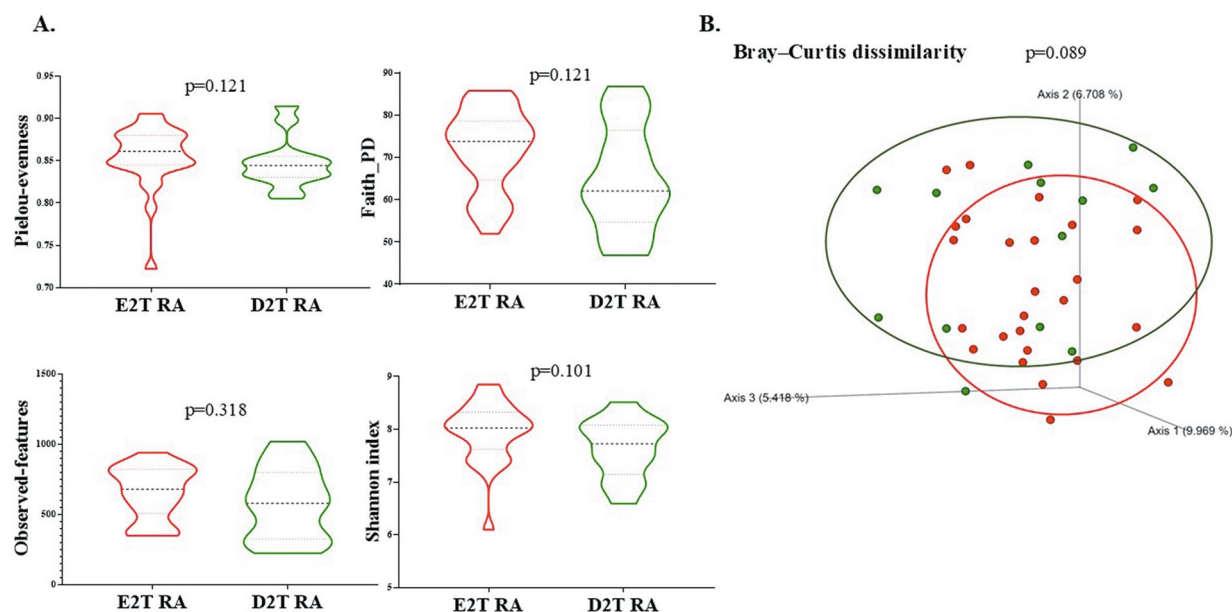 A.
B.
Bray–Curtis dissimilarity p=0.089
Pielou-evenness
0.95
0.90
0.85
0.80
0.75
0.70
p=0.121
E2T RA D2T RA
Faith_PD
90
80
70
60
50
40
p=0.121
E2T RA D2T RA
Observed-features
1500
1000
500
0
p=0.318
E2T RA D2T RA
Shannon index
9
8
7
6
5
p=0.101
E2T RA D2T RA
Axis 2 (6.708 %)
Axis 3 (5.418 %)
Axis 1 (9.969 %)